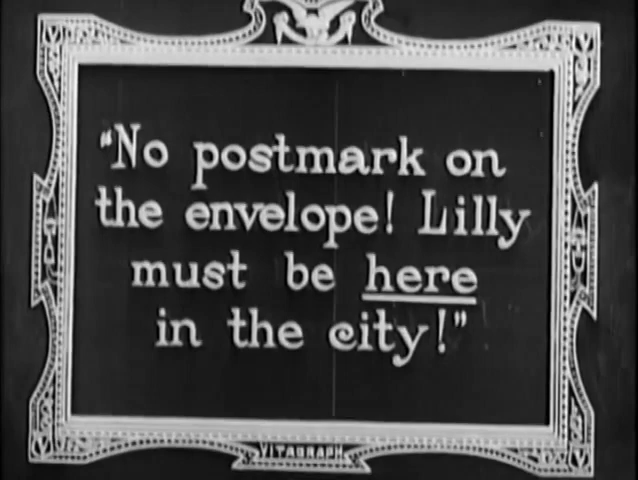 "No postmark on
the envelope! Lilly
must be here
in the city!"
VITAGRAPH